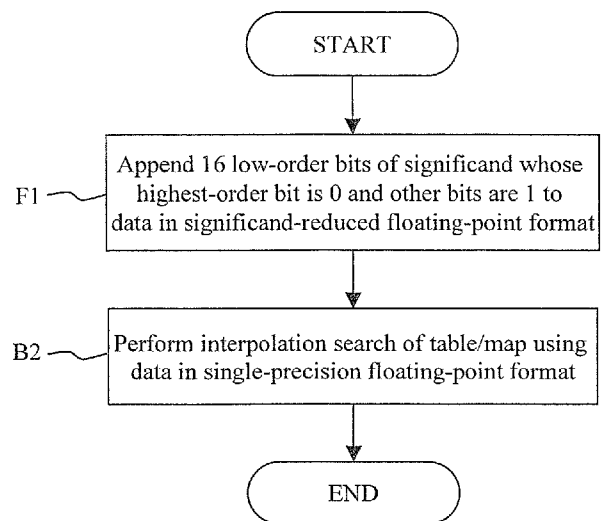 START
F1
Append 16 low-order bits of significand whose
highest-order bit is 0 and other bits are 1 to
data in significand-reduced floating-point format
B2
Perform interpolation search of table/map using
data in single-precision floating-point format
END